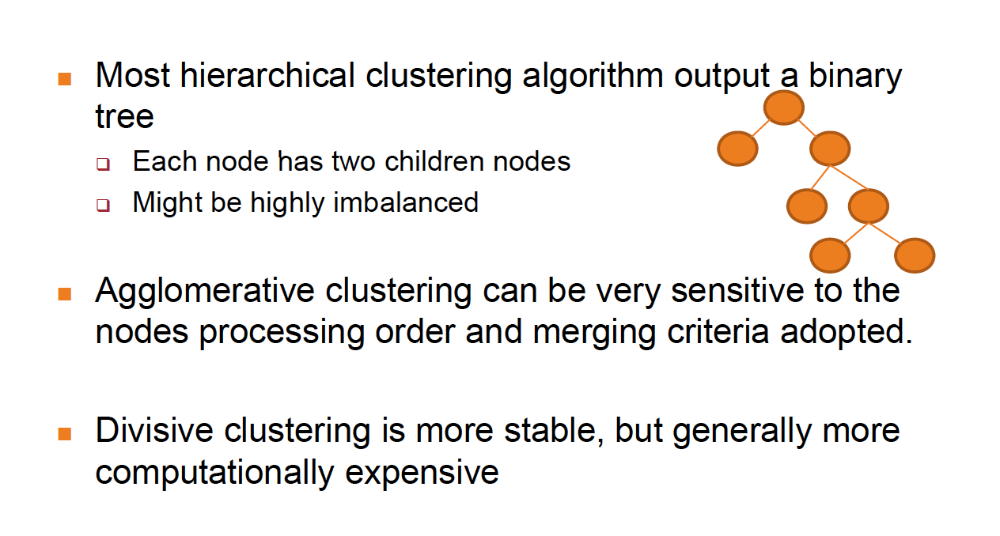 Most hierarchical clustering algorithm output a binary
tree
Each node has two children nodes
Might be highly imbalanced
Agglomerative clustering can be very sensitive to the
nodes processing order and merging criteria adopted.
Divisive clustering is more stable, but generally more
computationally expensive